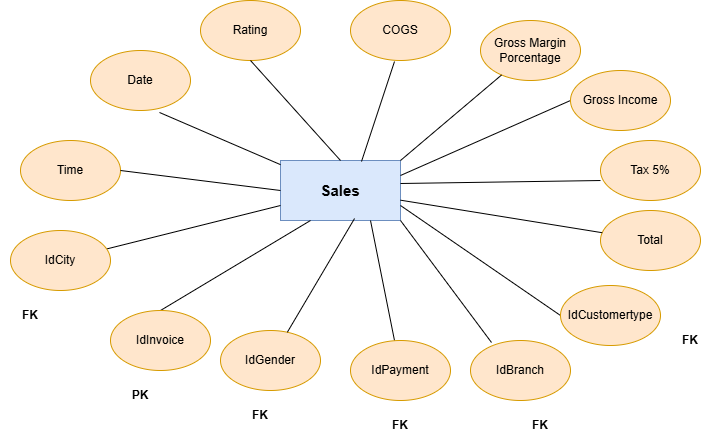 Rating
COGS
Gross Margin
Porcentage
Date
Gross Income
Time
Tax 5%
Sales
Total
IdCity
IdCustomertype
FK
IdInvoice
FK
IdGender
IdPayment
IdBranch
PK
FK
FK
FK